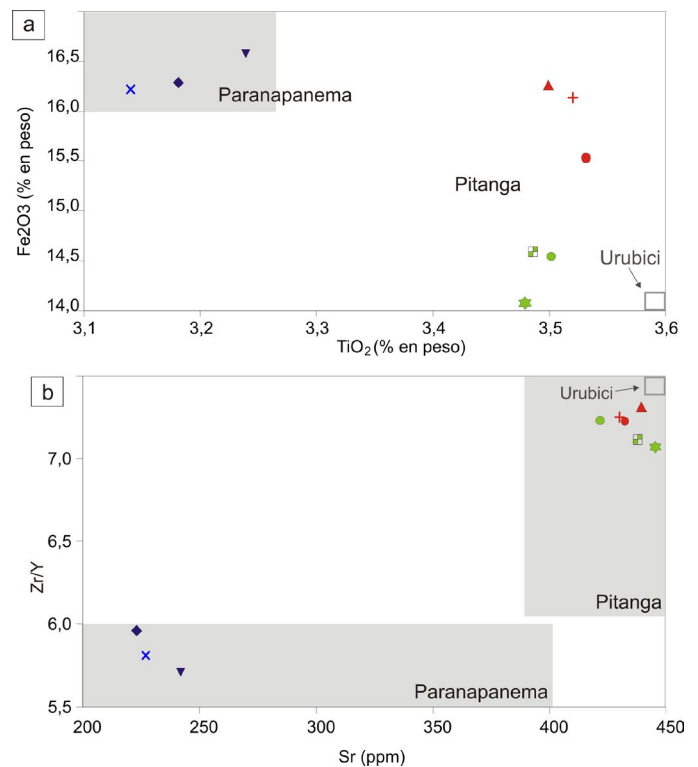 a
16,5
16,0
15,5
15,0
14,5
14,0
Fe2O3 (% en peso)
Paranapanema
Pitanga
Urubici
3,1 3,2 3,3 3,4 3,5 3,6
TiO2 (% en peso)
b
7,0
6,5
6,0
5,5
Zr/Y
Urubici
Pitanga
Paranapanema
200 250 300 350 400 450
Sr (ppm)